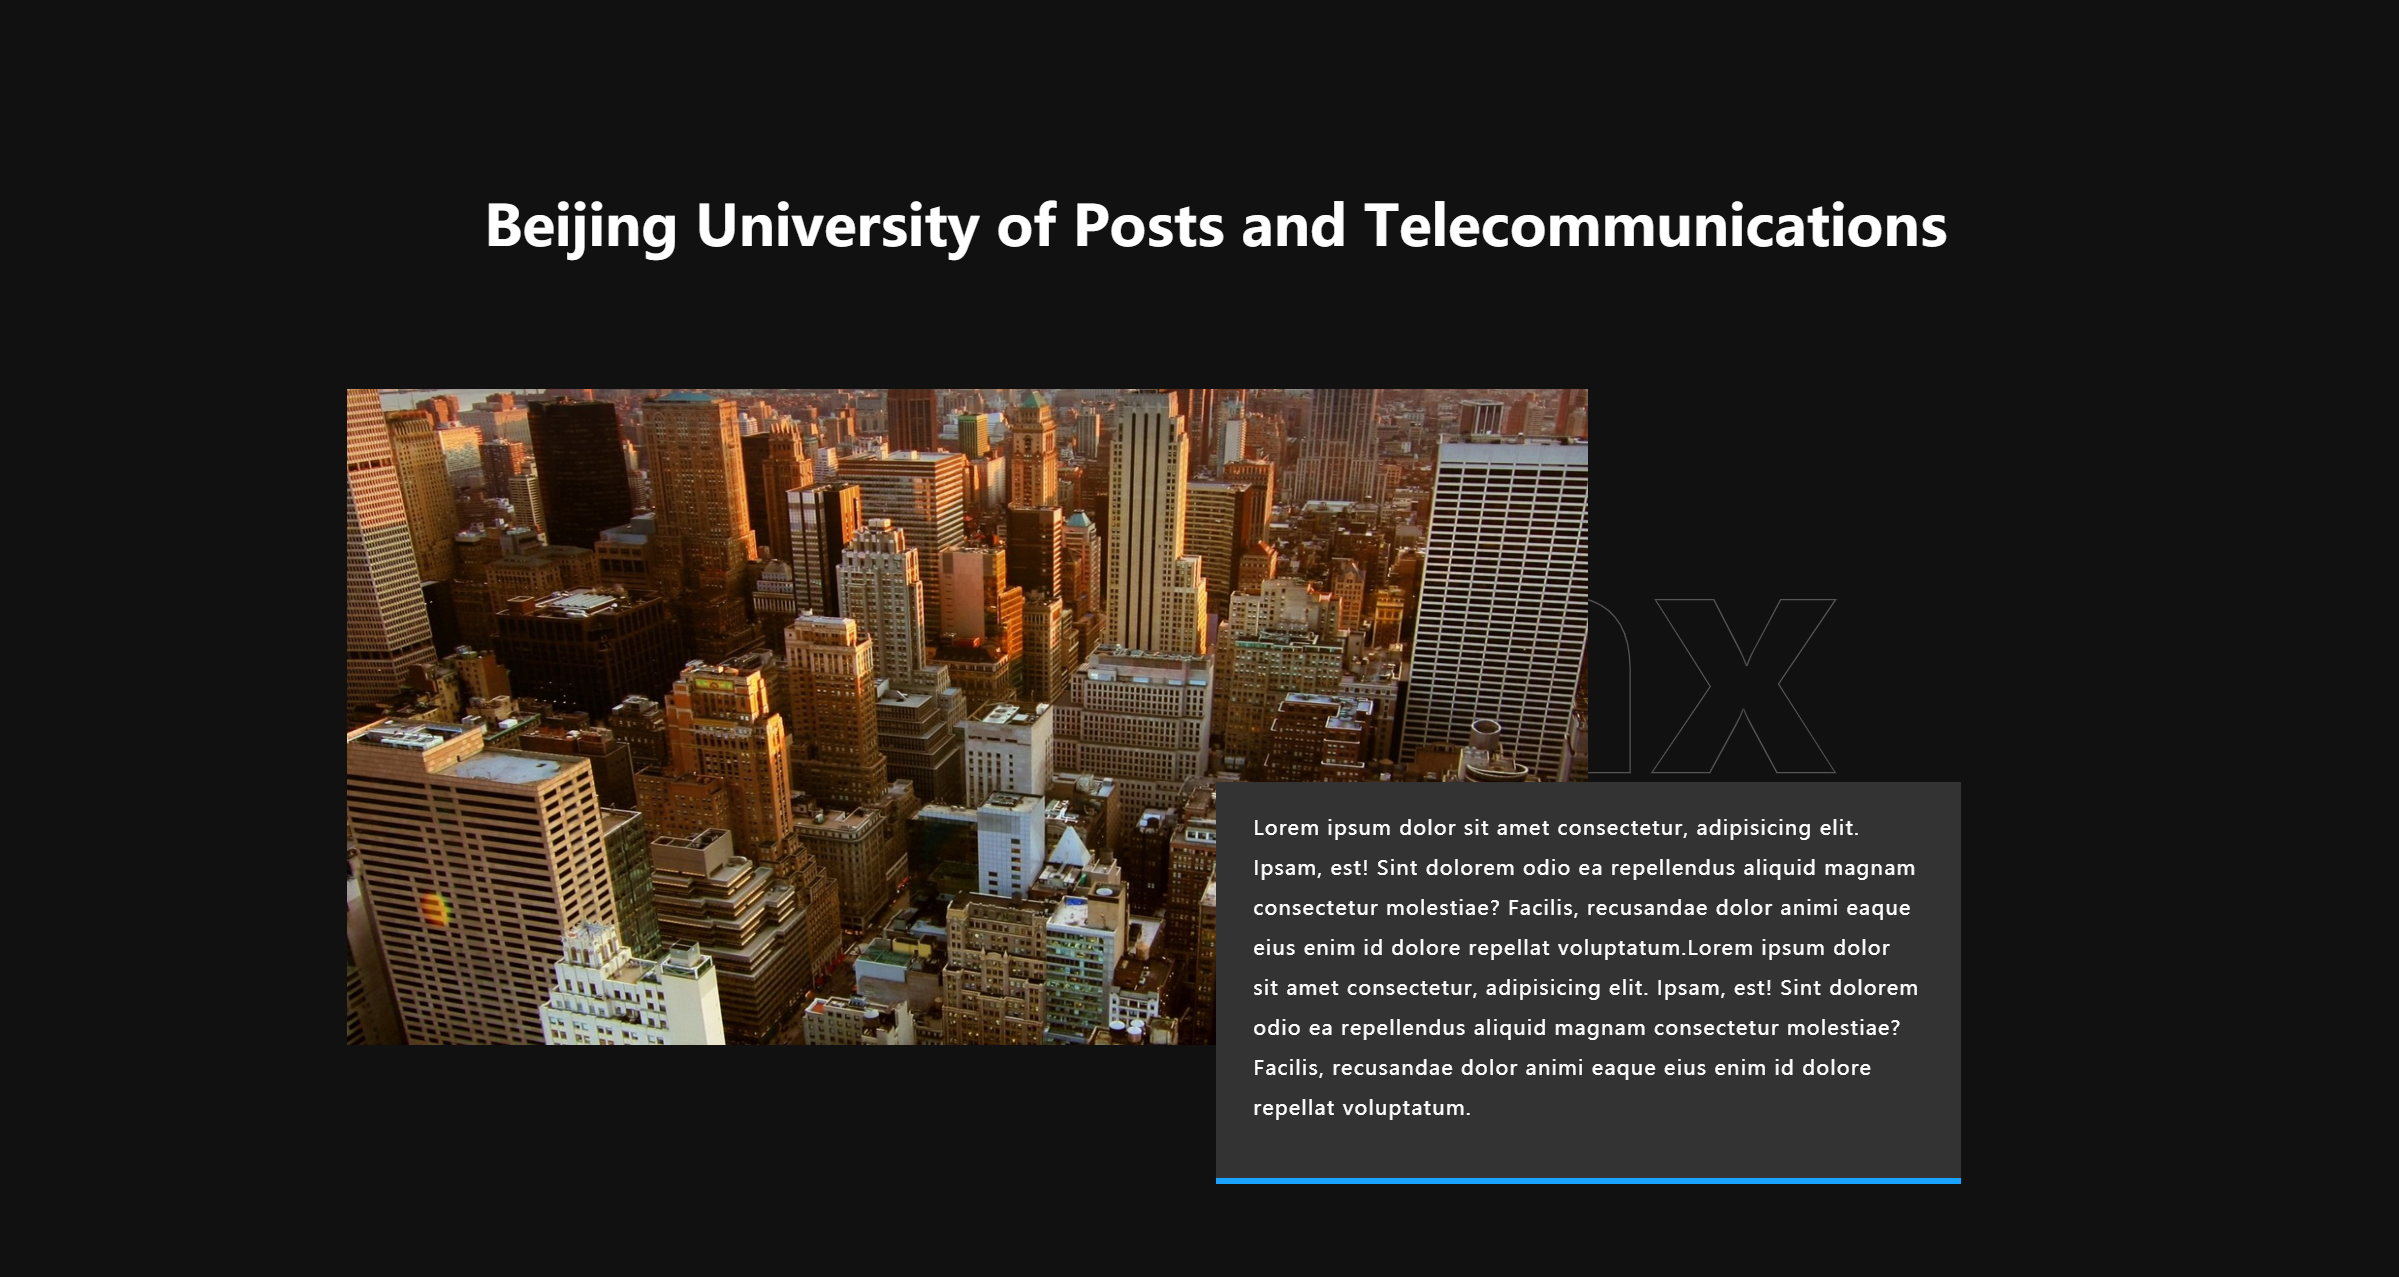 Beijing University of Posts and Telecommunications
x
Lorem ipsum dolor sit amet consectetur, adipisicing elit.
Ipsam, est! Sint dolorem odio ea repellendus aliquid magnam
consectetur molestiae? Facilis, recusandae dolor animi eaque
eius enim id dolore repellat voluptatum.Lorem ipsum dolor
sit amet consectetur, adipisicing elit. Ipsam, est! Sint dolorem
odio ea repellendus aliquid magnam consectetur molestiae?
Facilis, recusandae dolor animi eaque eius enim id dolore
repellat voluptatum.